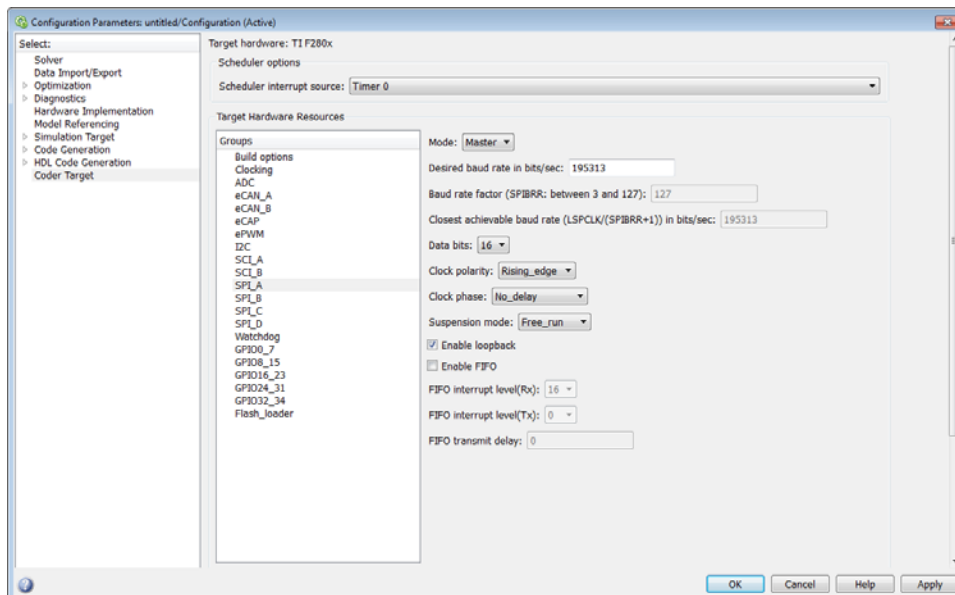 Configuration Parameters: untitled/Configuration (Active)
Select:
Solver
Data Import/Export
Optimization
Diagnostics
Hardware Implementation
Model Referencing
Simulation Target
Code Generation
HDL Code Generation
Coder Target
Target hardware: TI F280x
Scheduler options
Scheduler interrupt source: Timer 0
Target Hardware Resources
Groups
Build options
Clocking
ADC
eCAN_A
eCAN_B
eCAP
ePWM
I2C
SCI_A
SCI_B
SPI_A
SPI_B
SPI_C
SPI_D
Watchdog
GPIO0_7
GPIO8_15
GPIO16_23
GPIO24_31
GPIO32_34
Flash_loader
Mode: Master
Desired baud rate in bits/sec: 195313
Baud rate factor (SPIBRR: between 3 and 127): 127
Closest achievable baud rate (LSPCLK/(SPIBRR+1)) in bits/sec: 195313
Data bits: 16
Clock polarity: Rising_edge
Clock phase: No_delay
Suspension mode: Free_run
Enable loopback
Enable FIFO
FIFO interrupt level(Rx): 16
FIFO interrupt level(Tx): 0
FIFO transmit delay: 0
OK Cancel Help Apply